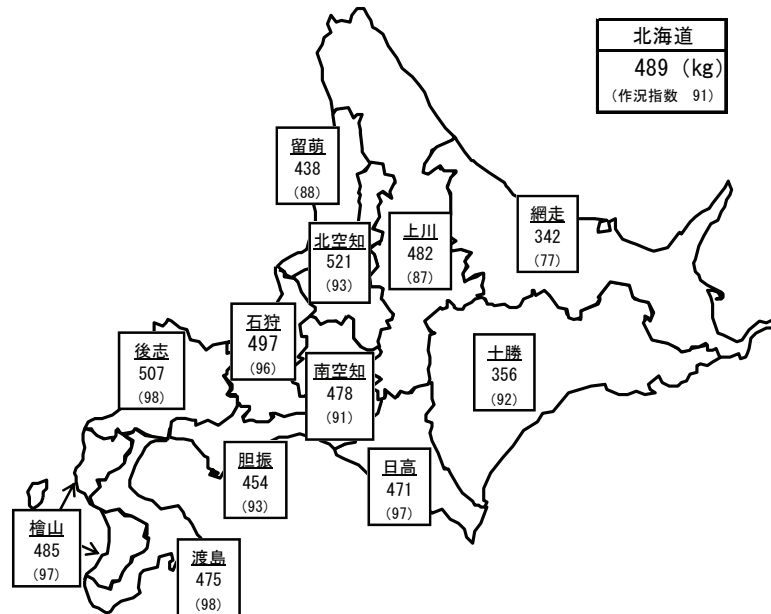 北海道
489 (kg)
(作況指数 91)
留萌
438
(88)
北空知
521
(93)
上川
482
(87)
網走
342
(77)
石狩
497
(96)
後志
507
(98)
南空知
478
(91)
十勝
356
(92)
胆振
454
(93)
日高
471
(97)
檜山
485
(97)
渡島
475
(98)